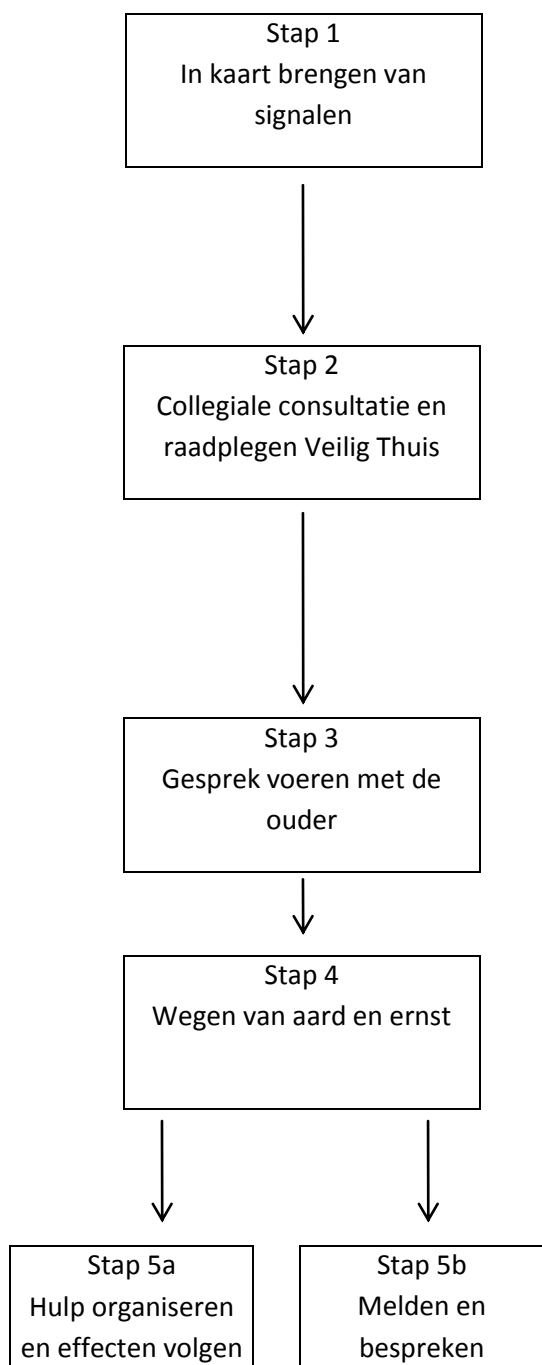 Stap 1
In kaart brengen van
signalen
Stap 2
Collegiale consultatie en
raadplegen Veilig Thuis
Stap 3
Gesprek voeren met de
ouder
Stap 4
Wegen van aard en ernst
Stap 5a
Hulp organiseren
en effecten volgen
Stap 5b
Melden en
bespreken